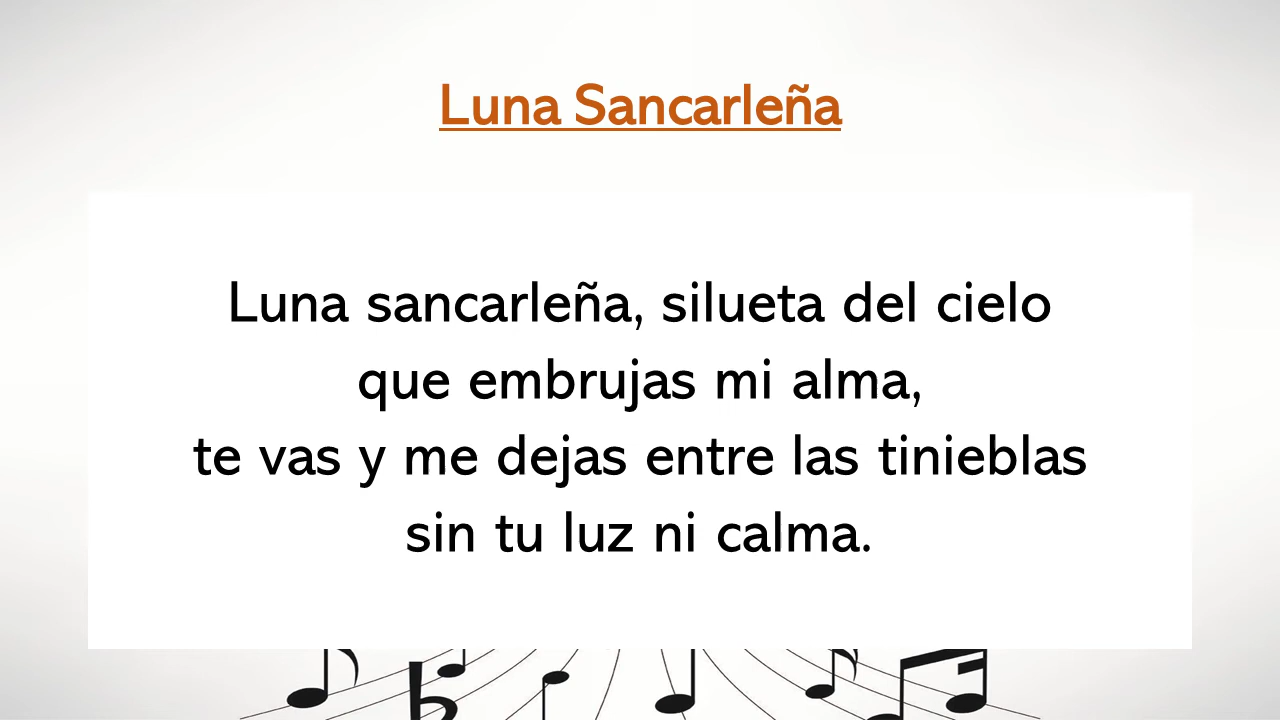 Luna Sancarleña
Luna sancarleña, silueta del cielo
que embrujas mi alma,
te vas y me dejas entre las tinieblas
sin tu luz ni calma.